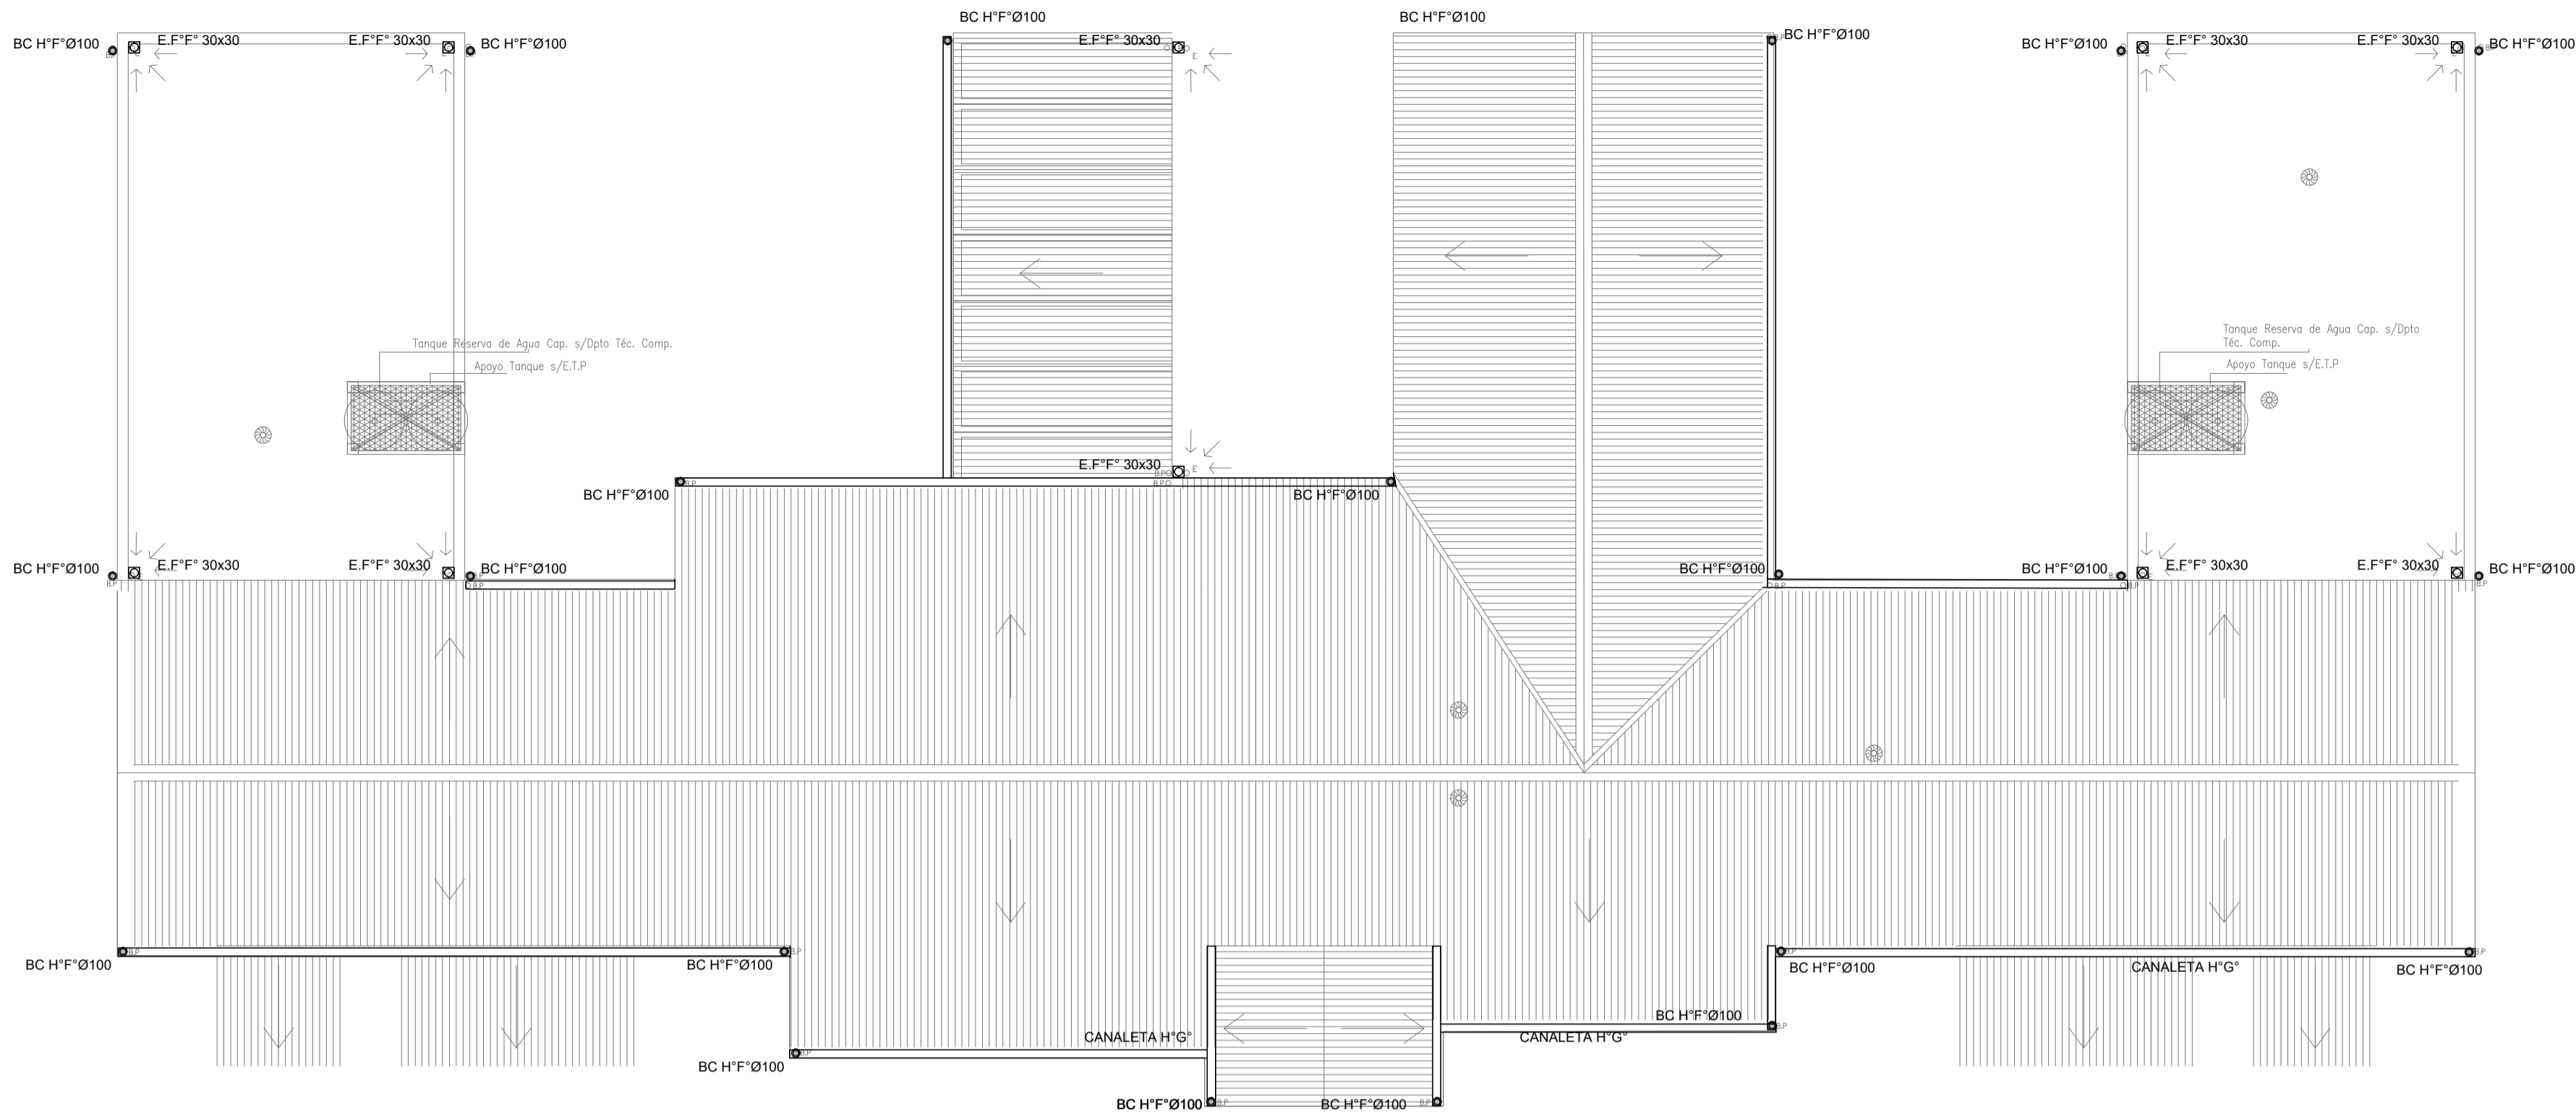 BC H°F°Ø100
BC H°F°Ø100
BC H°F°Ø100
BC H°F°Ø100
E.F°F° 30x30
E.F°F° 30x30
BC H°F°Ø100
E.F°F° 30x30
BC H°F°Ø100
E.F°F° 30x30
E.F°F° 30x30
BC H°F°Ø100
B.P
E
E
Tanque Reserva de Agua Cap. s/Dpto Téc. Comp.
Apoyo Tanque s/E.T.P
Tanque Reserva de Agua Cap. s/Dpto
Téc. Comp.
Apoyo Tanque s/E.T.P
E.F°F° 30x30
E
B.P
B.P
BC H°F°Ø100
B.P
BC H°F°Ø100
BC H°F°Ø100
E.F°F° 30x30
E.F°F° 30x30
BC H°F°Ø100
BC H°F°Ø100
BC H°F°Ø100
E.F°F° 30x30
E.F°F° 30x30
BC H°F°Ø100
B.P
B.P
B.P
B.P
B.P
B.P
B.P
B.P
B.P
B.P
BC H°F°Ø100
BC H°F°Ø100
BC H°F°Ø100
CANALETA H°G°
BC H°F°Ø100
BC H°F°Ø100
B.P
CANALETA H°G°
CANALETA H°G°
B.P
BC H°F°Ø100
BC H°F°Ø100
B.P
BC H°F°Ø100
B.P